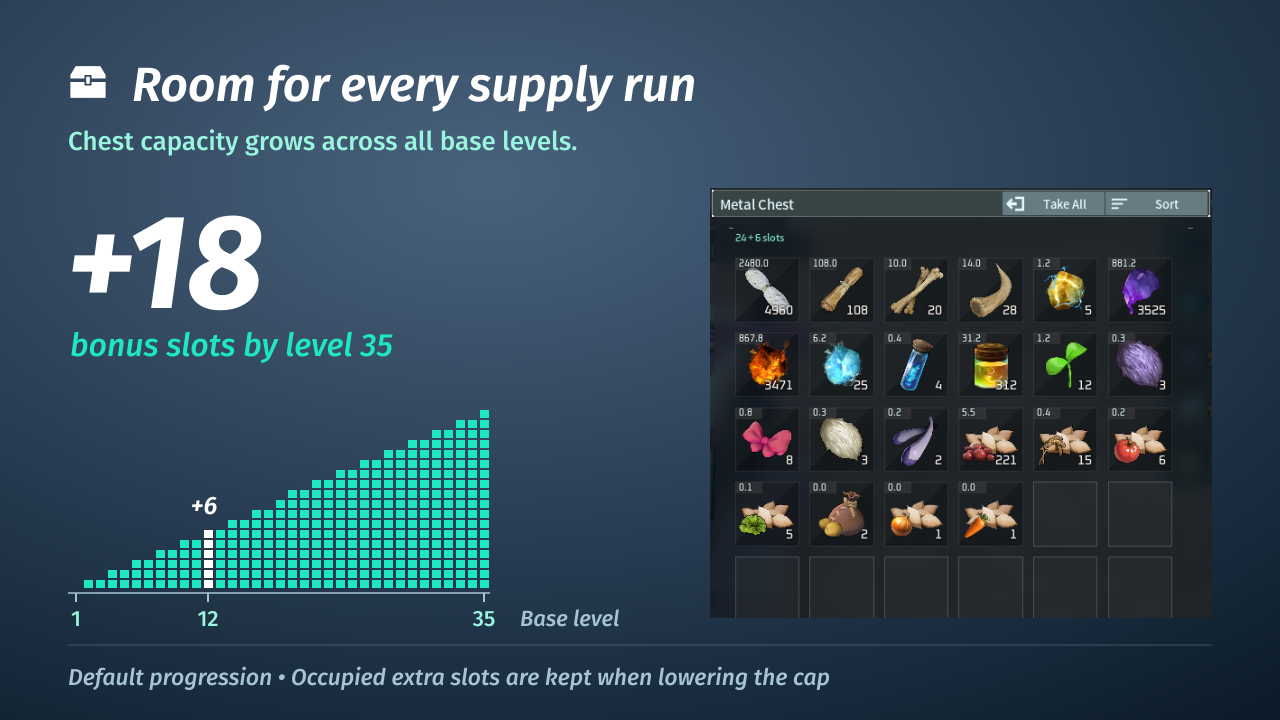 Room for every supply run
Chest capacity grows across all base levels.
+18
bonus slots by level 35
+6
1 12 35 Base level
Metal Chest Take All Sort
24+6 slots
2480.0 108.0 10.0 14.0 1.2 881.2
4960 108 20 28 5 3525
867.8 6.2 0.4 31.2 1.2 0.3
3471 25 4 312 12 3
0.8 0.3 0.2 5.5 0.4 0.2
8 3 2 221 15 6
0.1 0.0 0.0 0.0
5 2 1 1
Default progression • Occupied extra slots are kept when lowering the cap